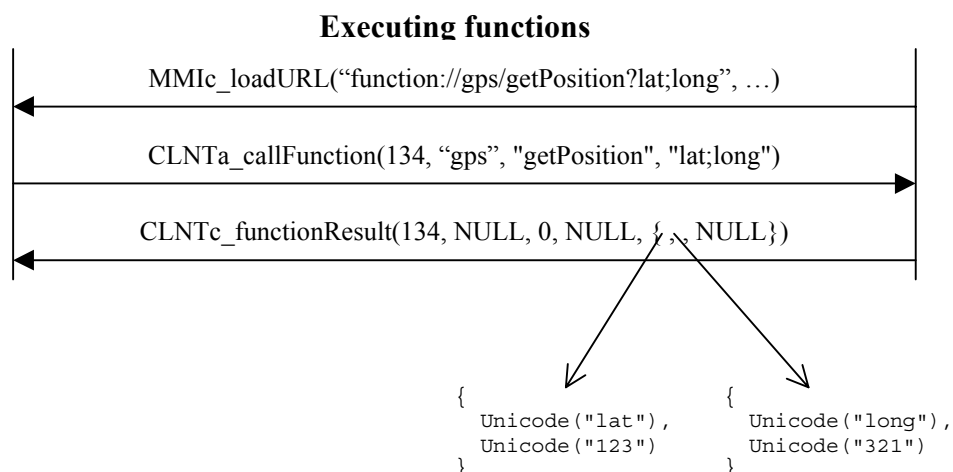 Executing functions
MMIc_loadURL(“function://gps/getPosition?lat;long”, …)
CLNTa_callFunction(134, “gps”, "getPosition", "lat;long")
CLNTc_functionResult(134, NULL, 0, NULL, { , , NULL})
{ {
Unicode("lat"), Unicode("long"),
Unicode("123") Unicode("321")
} }